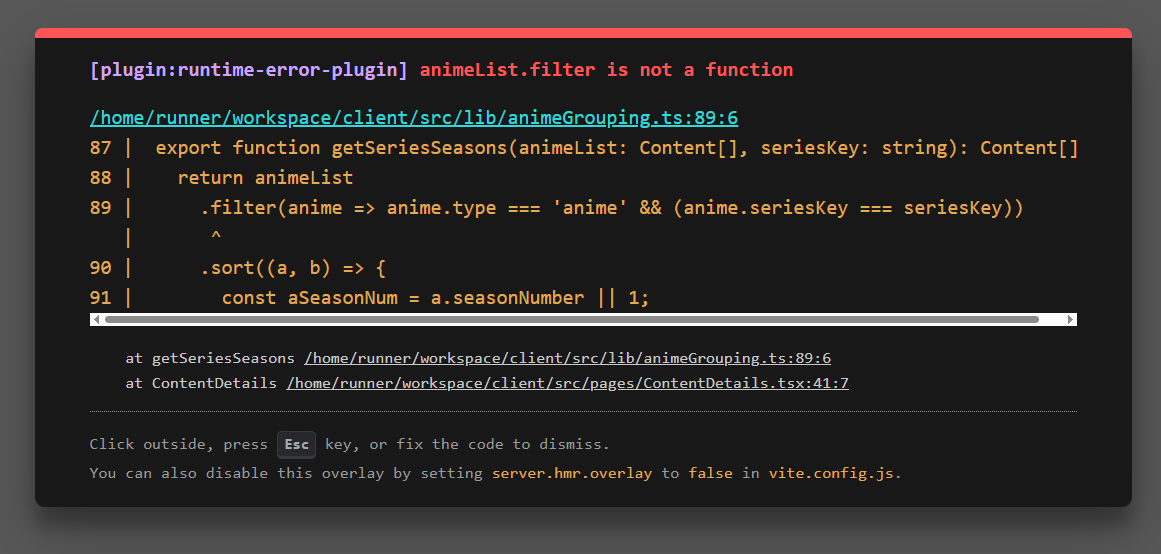 [plugin:runtime-error-plugin] animeList.filter is not a function
/home/runner/workspace/client/src/lib/animeGrouping.ts:89:6
87 |  export function getSeriesSeasons(animeList: Content[], seriesKey: string): Content[]
88 |    return animeList
89 |      .filter(anime => anime.type === 'anime' && (anime.seriesKey === seriesKey))
   |       ^
90 |      .sort((a, b) => {
91 |        const aSeasonNum = a.seasonNumber || 1;
at getSeriesSeasons /home/runner/workspace/client/src/lib/animeGrouping.ts:89:6
at ContentDetails /home/runner/workspace/client/src/pages/ContentDetails.tsx:41:7
Click outside, press Esc key, or fix the code to dismiss.
You can also disable this overlay by setting server.hmr.overlay to false in vite.config.js.